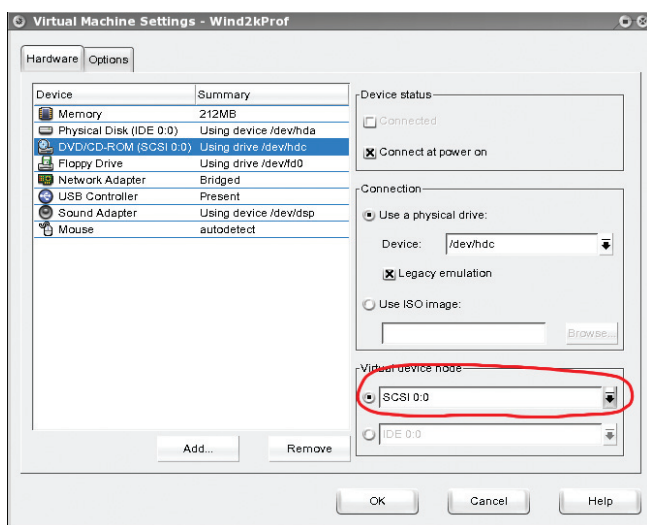 Virtual Machine Settings - Wind2kProf
Hardware Options
Device Summary
Memory 212MB
Physical Disk (IDE 0:0) Using device /dev/hda
DVD/CD-ROM (SCSI 0:0) Using drive /dev/hdc
Floppy Drive Using drive /dev/fd0
Network Adapter Bridged
USB Controller Present
Sound Adapter Using device /dev/dsp
Mouse autodetect
Add... Remove
Device status
Connected
Connect at power on
Connection
Use a physical drive:
Device: /dev/hdc
Legacy emulation
Use ISO image:
Browse...
Virtual device node
SCSI 0:0
IDE 0:0
OK Cancel Help